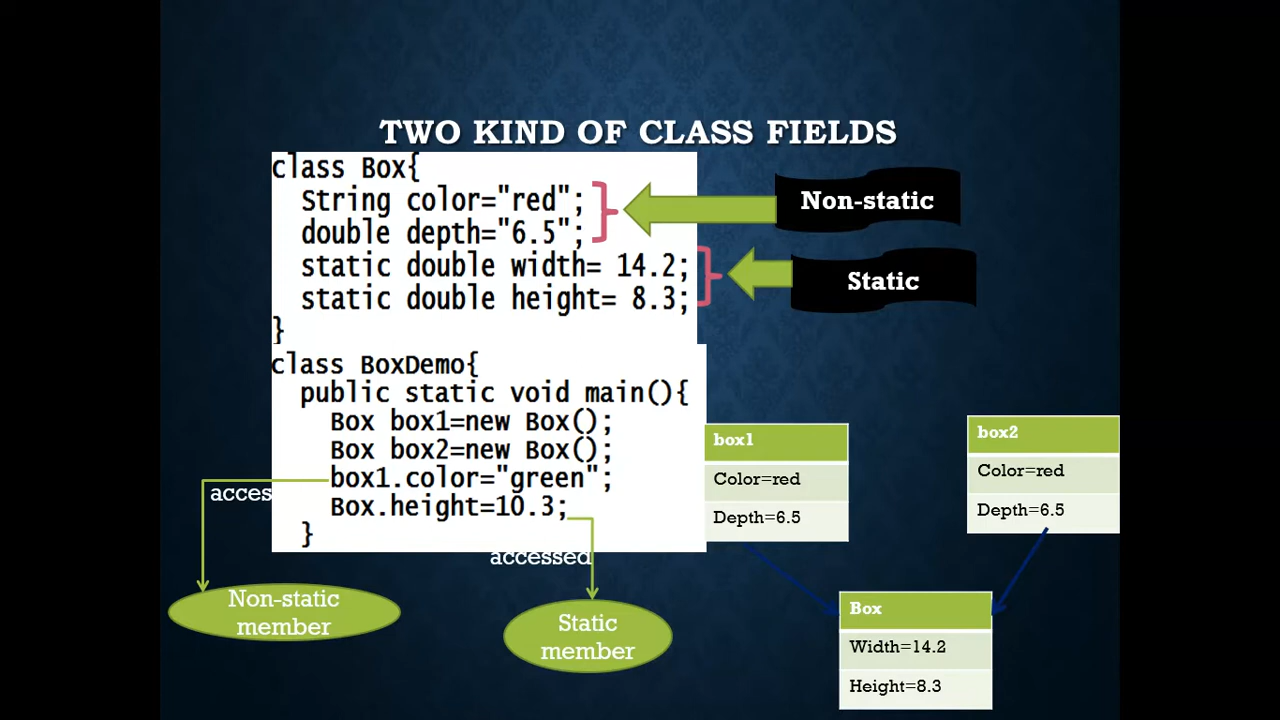 TWO KIND OF CLASS FIELDS
class Box{
String color="red";
double depth="6.5";
static double width= 14.2;
static double height= 8.3;
}
Non-static
Static
class BoxDemo{
public static void main(){
Box box1=new Box();
Box box2=new Box();
box1.color="green";
Box.height=10.3;
}
acces
accessed
Non-static
member
Static
member
box1
Color=red
Depth=6.5
box2
Color=red
Depth=6.5
Box
Width=14.2
Height=8.3